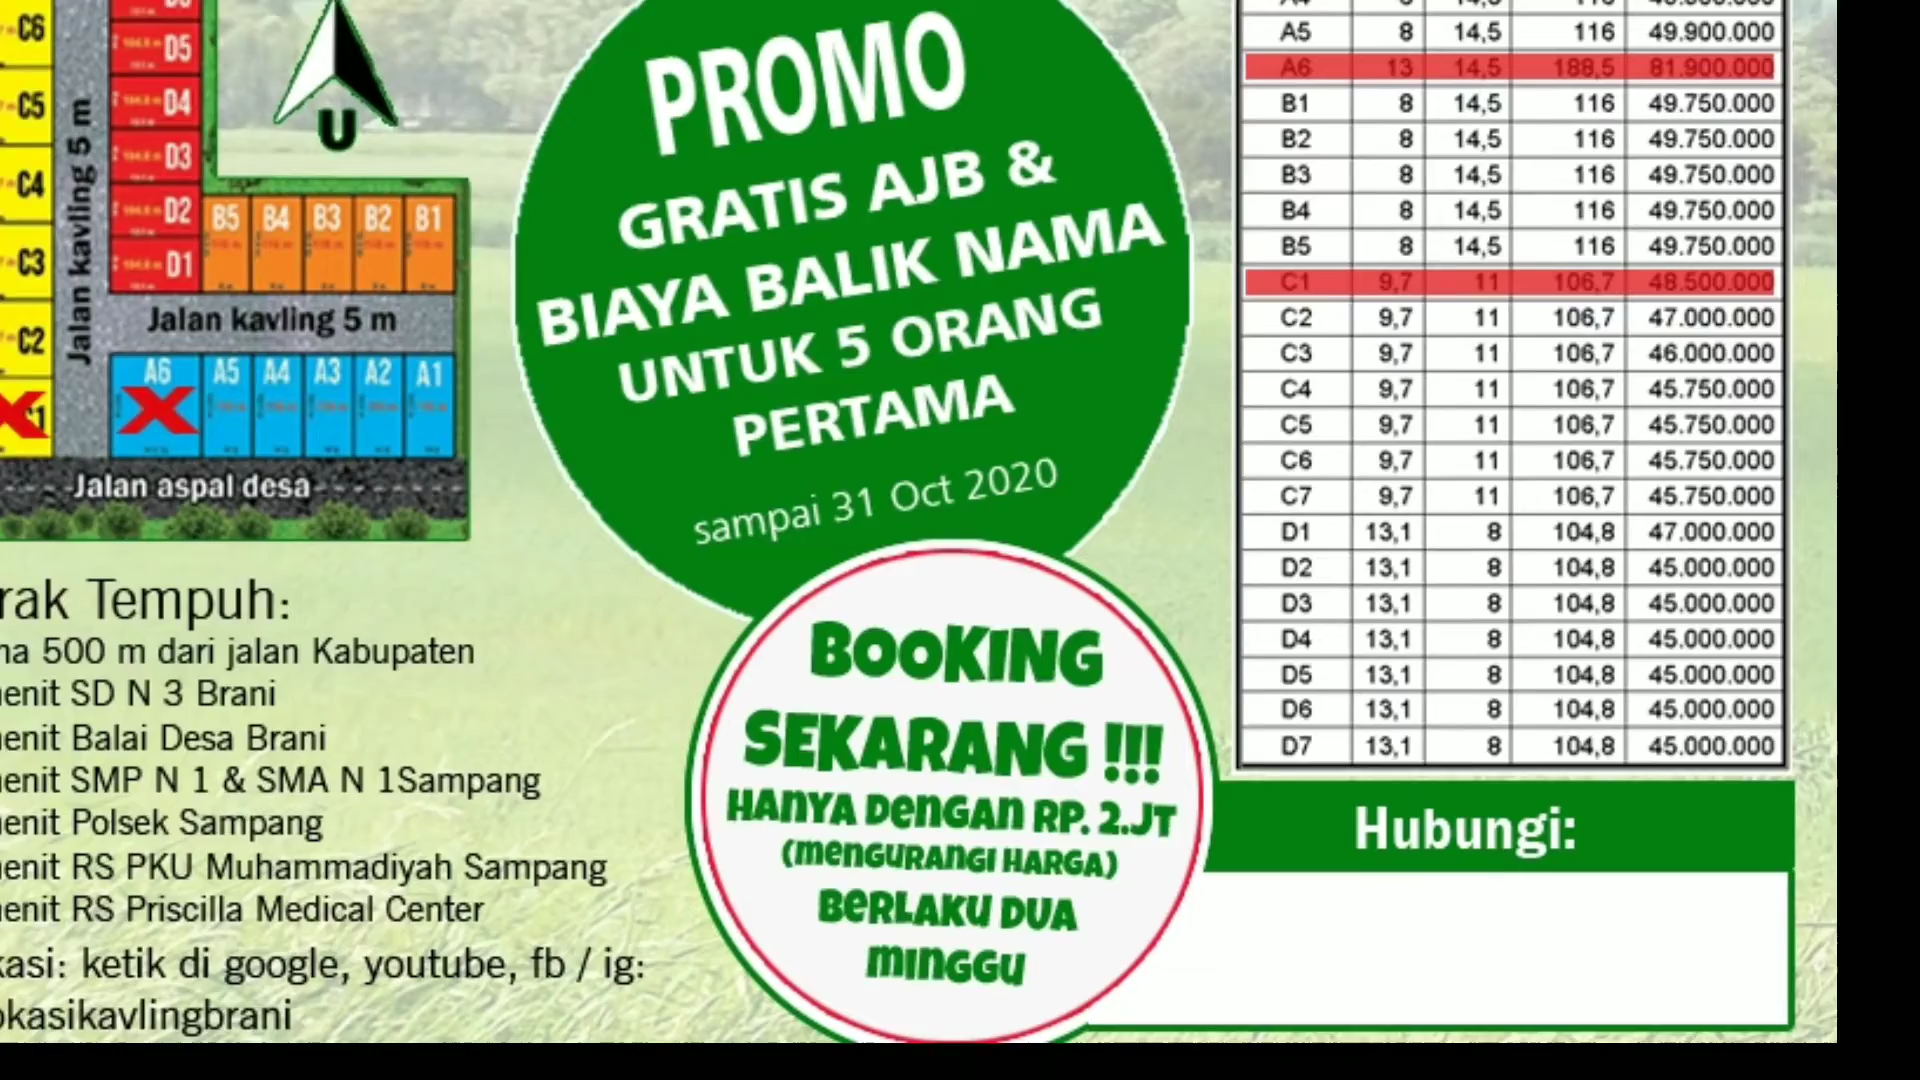 C6
C5
C4
C3
C2
C1
Jalan kavling 5 m
D5
D4
D3
D2
D1
U
B5 B4 B3 B2 B1
Jalan kavling 5 m
A6 A5 A4 A3 A2 A1
Jalan aspal desa
PROMO
GRATIS AJB &
BIAYA BALIK NAMA
UNTUK 5 ORANG
PERTAMA
sampai 31 Oct 2020
BOOKING
SEKARANG !!!
HANYA DENGAN RP. 2.JT
(MENGURANGI HARGA)
BERLAKU DUA
MINGGU
A5 8 14,5 116 49.900.000
A6 13 14,5 188,5 81.900.000
B1 8 14,5 116 49.750.000
B2 8 14,5 116 49.750.000
B3 8 14,5 116 49.750.000
B4 8 14,5 116 49.750.000
B5 8 14,5 116 49.750.000
C1 9,7 11 106,7 48.500.000
C2 9,7 11 106,7 47.000.000
C3 9,7 11 106,7 46.000.000
C4 9,7 11 106,7 45.750.000
C5 9,7 11 106,7 45.750.000
C6 9,7 11 106,7 45.750.000
C7 9,7 11 106,7 45.750.000
D1 13,1 8 104,8 47.000.000
D2 13,1 8 104,8 45.000.000
D3 13,1 8 104,8 45.000.000
D4 13,1 8 104,8 45.000.000
D5 13,1 8 104,8 45.000.000
D6 13,1 8 104,8 45.000.000
D7 13,1 8 104,8 45.000.000
Hubungi:
rak Tempuh:
na 500 m dari jalan Kabupaten
enit SD N 3 Brani
enit Balai Desa Brani
enit SMP N 1 & SMA N 1Sampang
enit Polsek Sampang
enit RS PKU Muhammadiyah Sampang
enit RS Priscilla Medical Center
kasi: ketik di google, youtube, fb / ig:
okasikavlingbrani